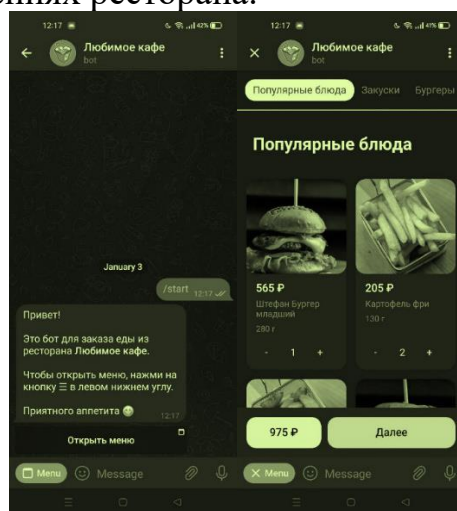 ниях ресторана.
12:17
42%
Любимое кафе
bot
January 3
/start 12:17
Привет!
Это бот для заказа еды из
ресторана Любимое кафе.
Чтобы открыть меню, нажми на
кнопку ☰ в левом нижнем углу.
Приятного аппетита 😋
12:17
Открыть меню
Menu
Message
12:17
41%
Любимое кафе
bot
Популярные блюда Закуски Бургеры
Популярные блюда
565 ₽
Штефан Бургер
младший
280 г
- 1 +
205 ₽
Картофель фри
130 г
- 2 +
975 ₽
Далее
Menu
Message